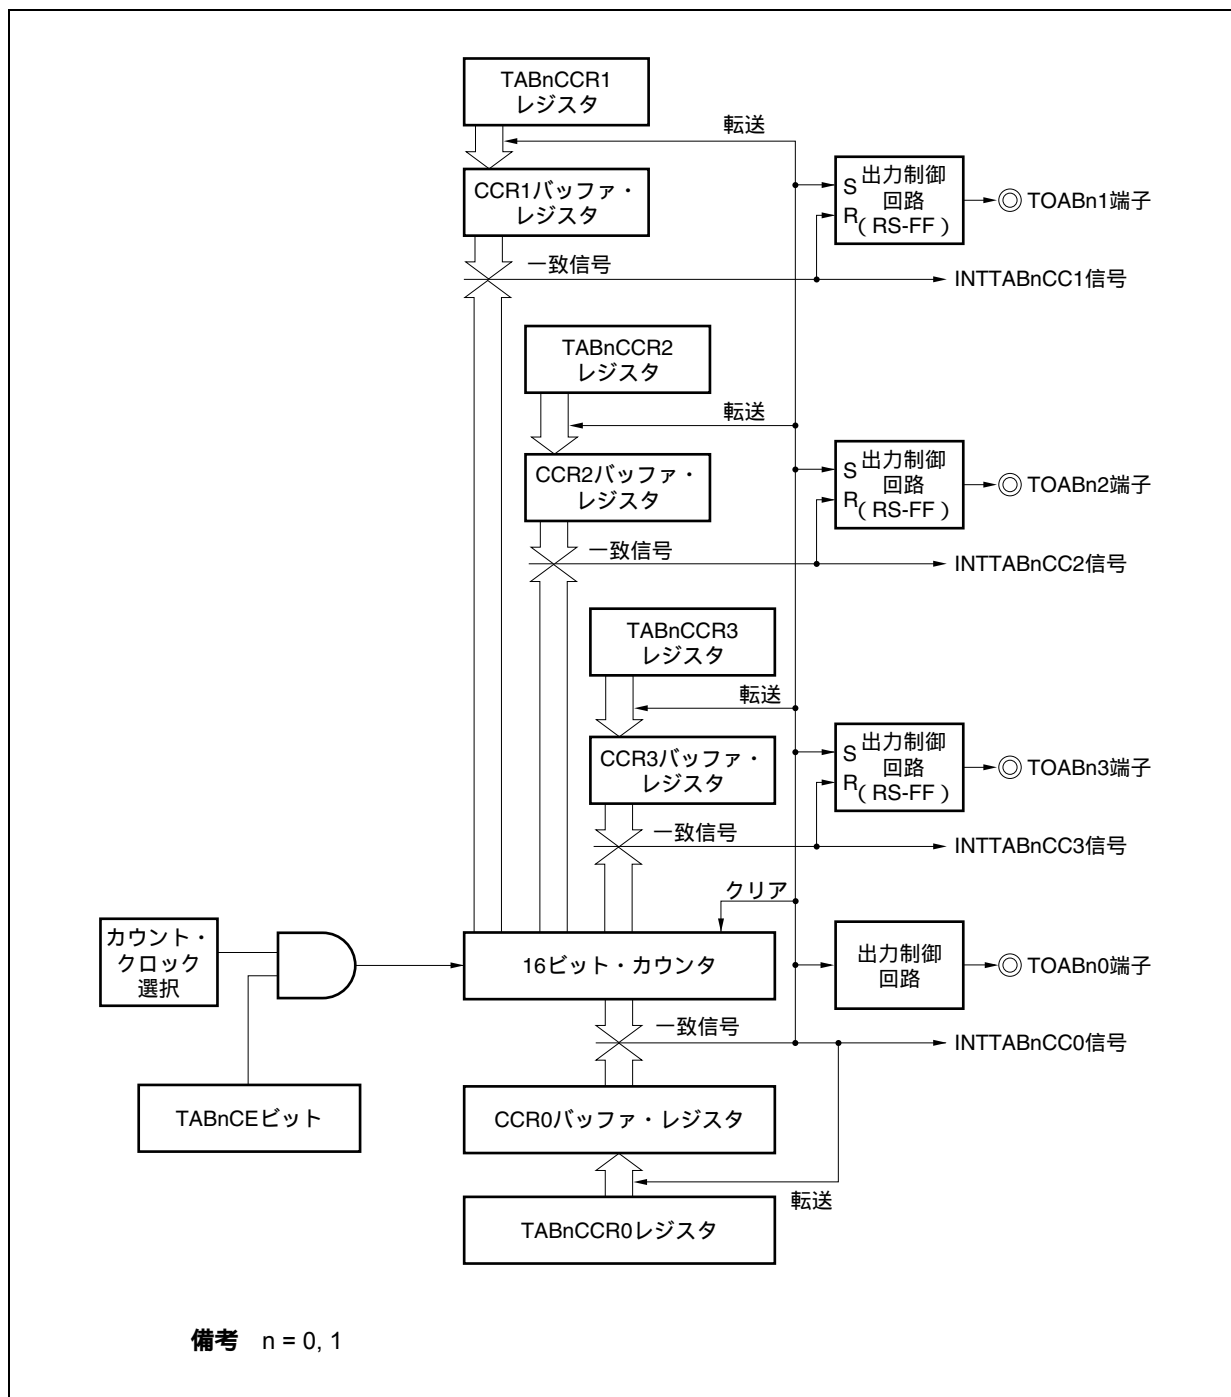 TABnCCR1
レジスタ
転送
CCR1バッファ・
レジスタ
S
R
出力制御
回路
( RS-FF )
TOABn1端子
一致信号
INTTABnCC1信号
TABnCCR2
レジスタ
転送
CCR2バッファ・
レジスタ
S
R
出力制御
回路
( RS-FF )
TOABn2端子
一致信号
INTTABnCC2信号
TABnCCR3
レジスタ
転送
CCR3バッファ・
レジスタ
S
R
出力制御
回路
( RS-FF )
TOABn3端子
一致信号
INTTABnCC3信号
クリア
カウント・
クロック
選択
16ビット・カウンタ
出力制御
回路
TOABn0端子
一致信号
INTTABnCC0信号
TABnCEビット
CCR0バッファ・レジスタ
転送
TABnCCR0レジスタ
備考 n = 0, 1